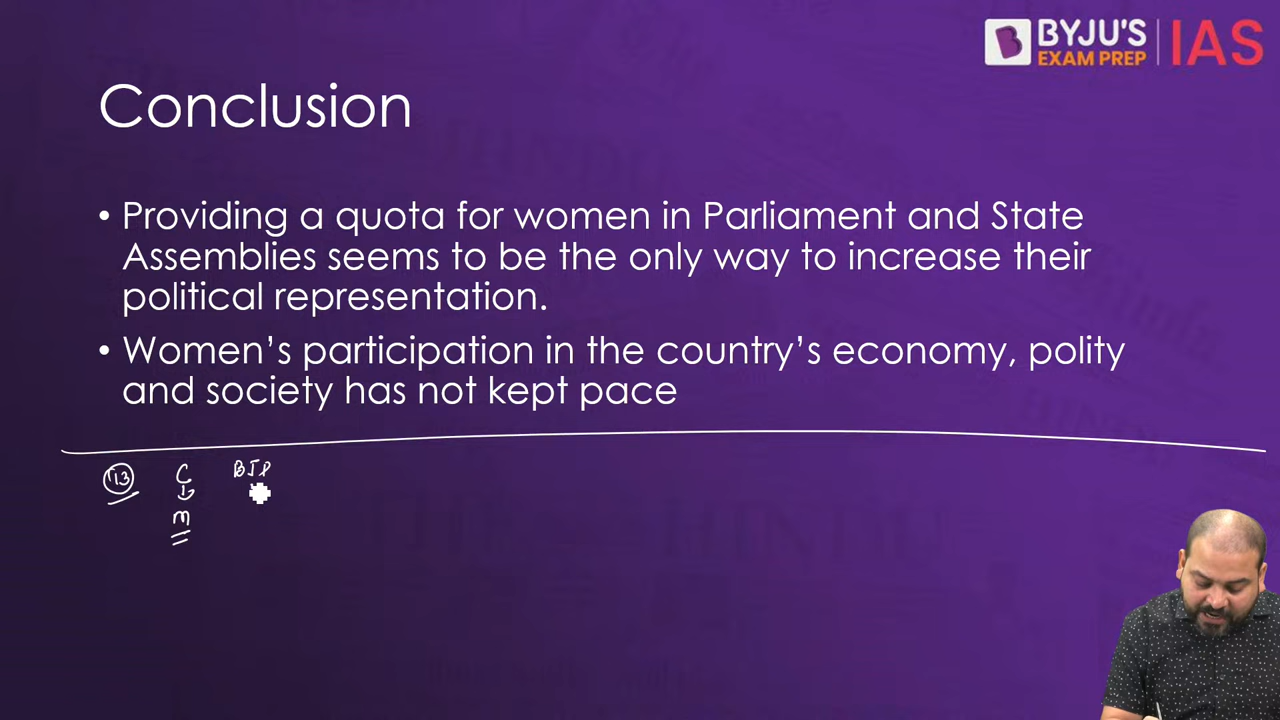 BYJU'S
EXAM PREP
IAS
Conclusion
• Providing a quota for women in Parliament and State
Assemblies seems to be the only way to increase their
political representation.
• Women's participation in the country's economy, polity
and society has not kept pace
C BJP
M